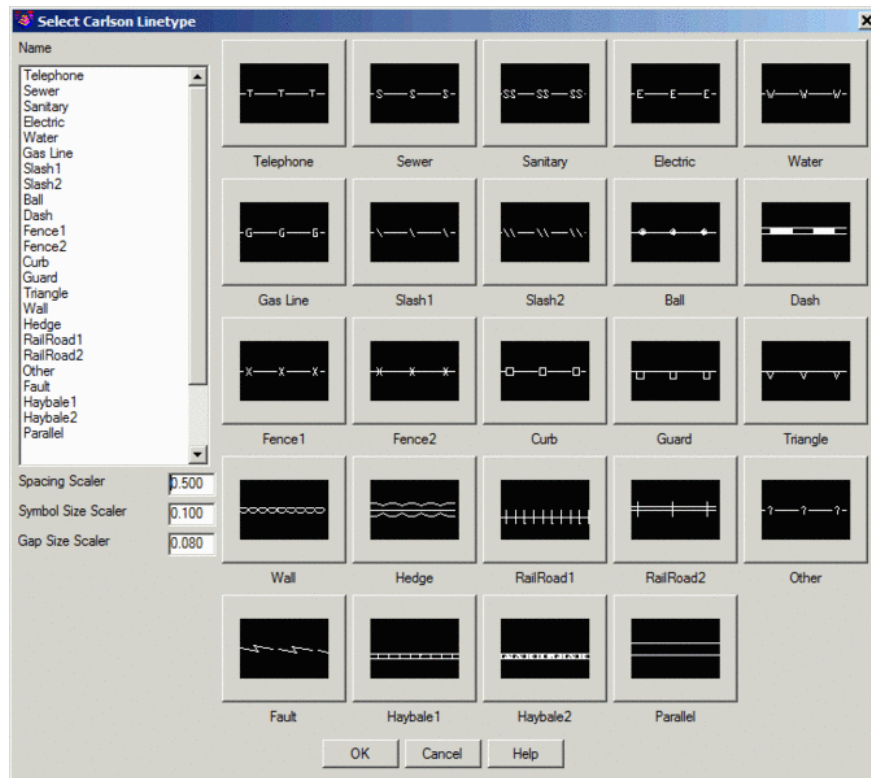 Select Carlson Linetype
Name
Telephone
Sewer
Sanitary
Electric
Water
Gas Line
Slash1
Slash2
Ball
Dash
Fence1
Fence2
Curb
Guard
Triangle
Wall
Hedge
RailRoad1
RailRoad2
Other
Fault
Haybale1
Haybale2
Parallel
Spacing Scaler 0.500
Symbol Size Scaler 0.100
Gap Size Scaler 0.080
T T T S S S SS SS SS E E E W W W
Telephone Sewer Sanitary Electric Water
G G G \ \ \ \\ \\ \\
Gas Line Slash1 Slash2 Ball Dash
X X X X X X
Fence1 Fence2 Curb Guard Triangle
? ? ?
Wall Hedge RailRoad1 RailRoad2 Other
Fault Haybale1 Haybale2 Parallel
OK Cancel Help